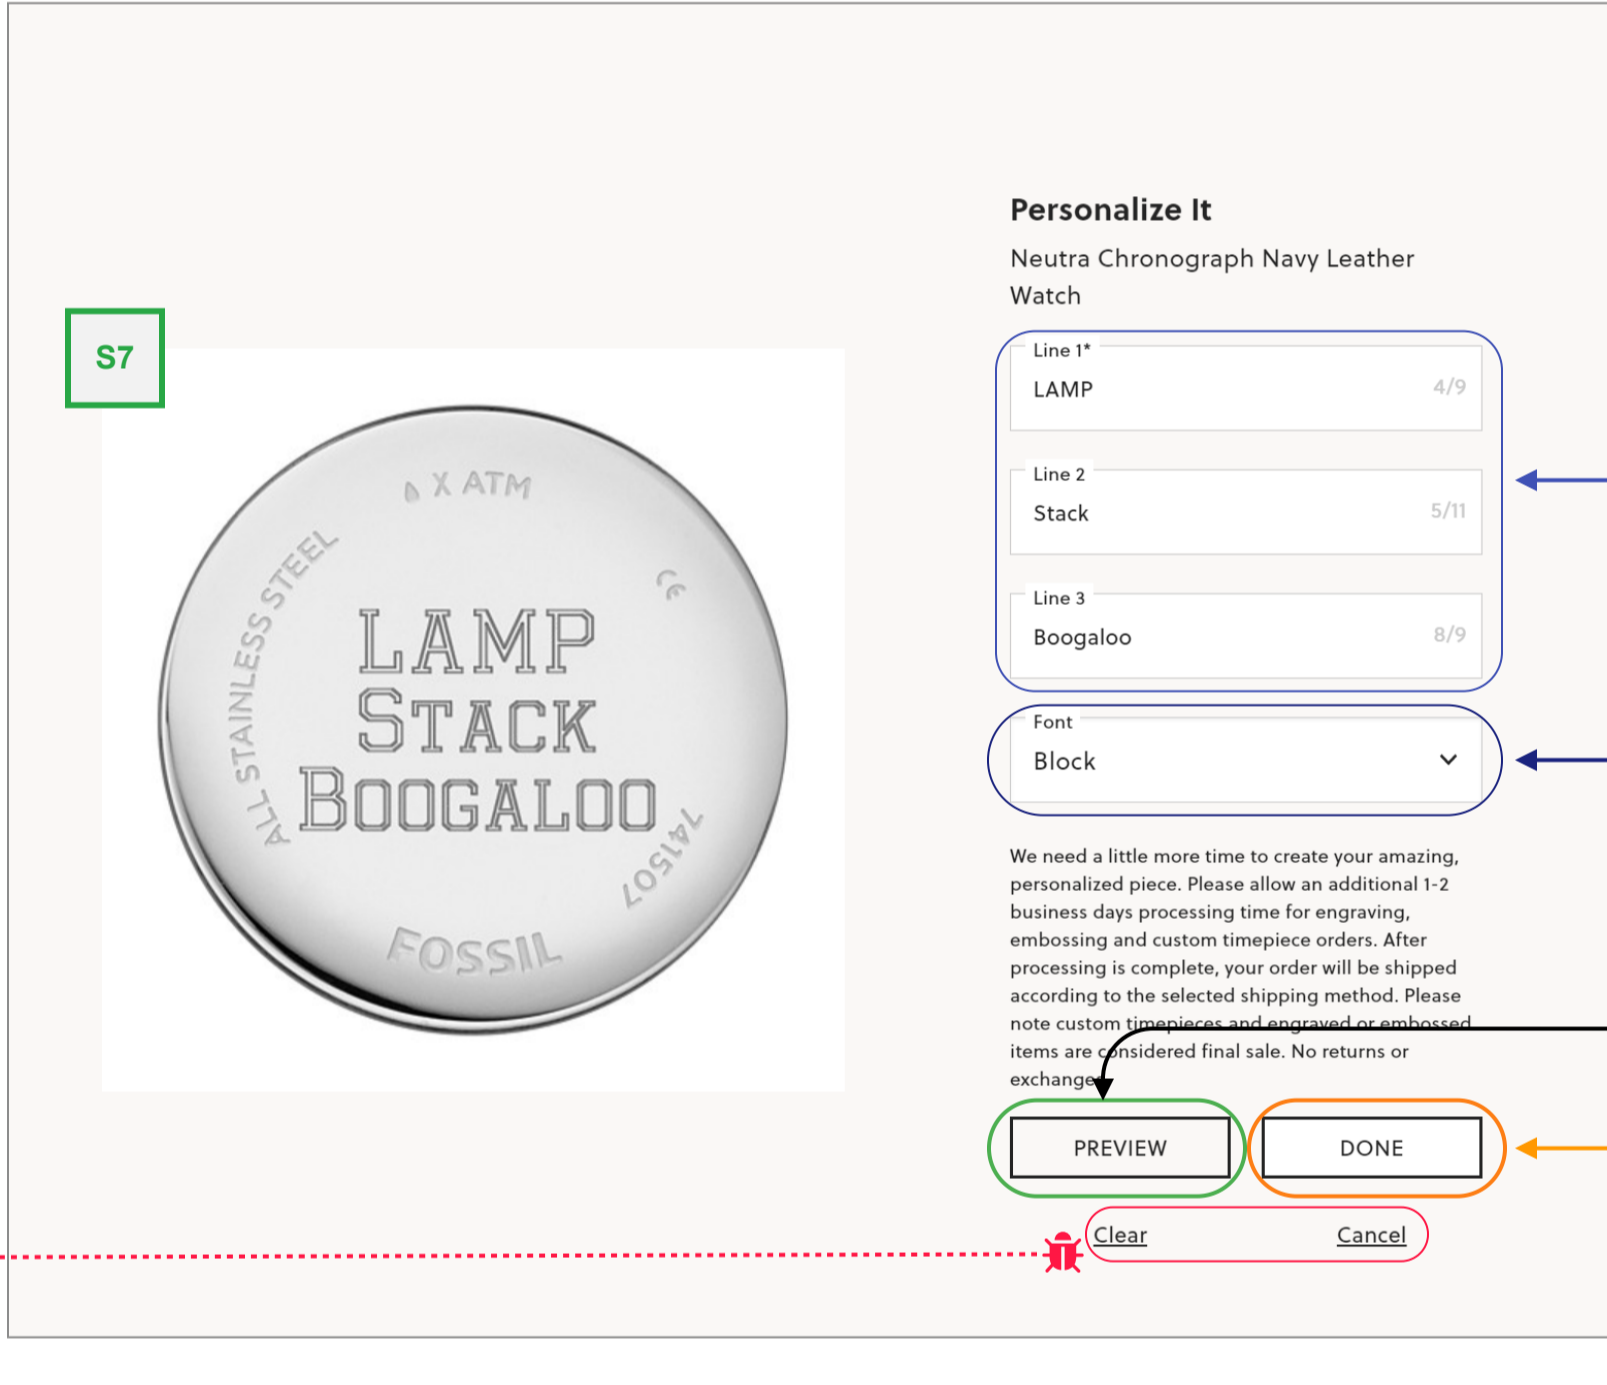 S7
X ATM
CE
ALL STAINLESS STEEL
LAMP
STACK
BOOGALOO
741507
FOSSIL
Personalize It
Neutra Chronograph Navy Leather
Watch
Line 1*
LAMP 4/9
Line 2
Stack 5/11
Line 3
Boogaloo 8/9
Font
Block
We need a little more time to create your amazing,
personalized piece. Please allow an additional 1-2
business days processing time for engraving,
embossing and custom timepiece orders. After
processing is complete, your order will be shipped
according to the selected shipping method. Please
note custom timepieces and engraved or embossed
items are considered final sale. No returns or
exchanges
PREVIEW DONE
Clear Cancel